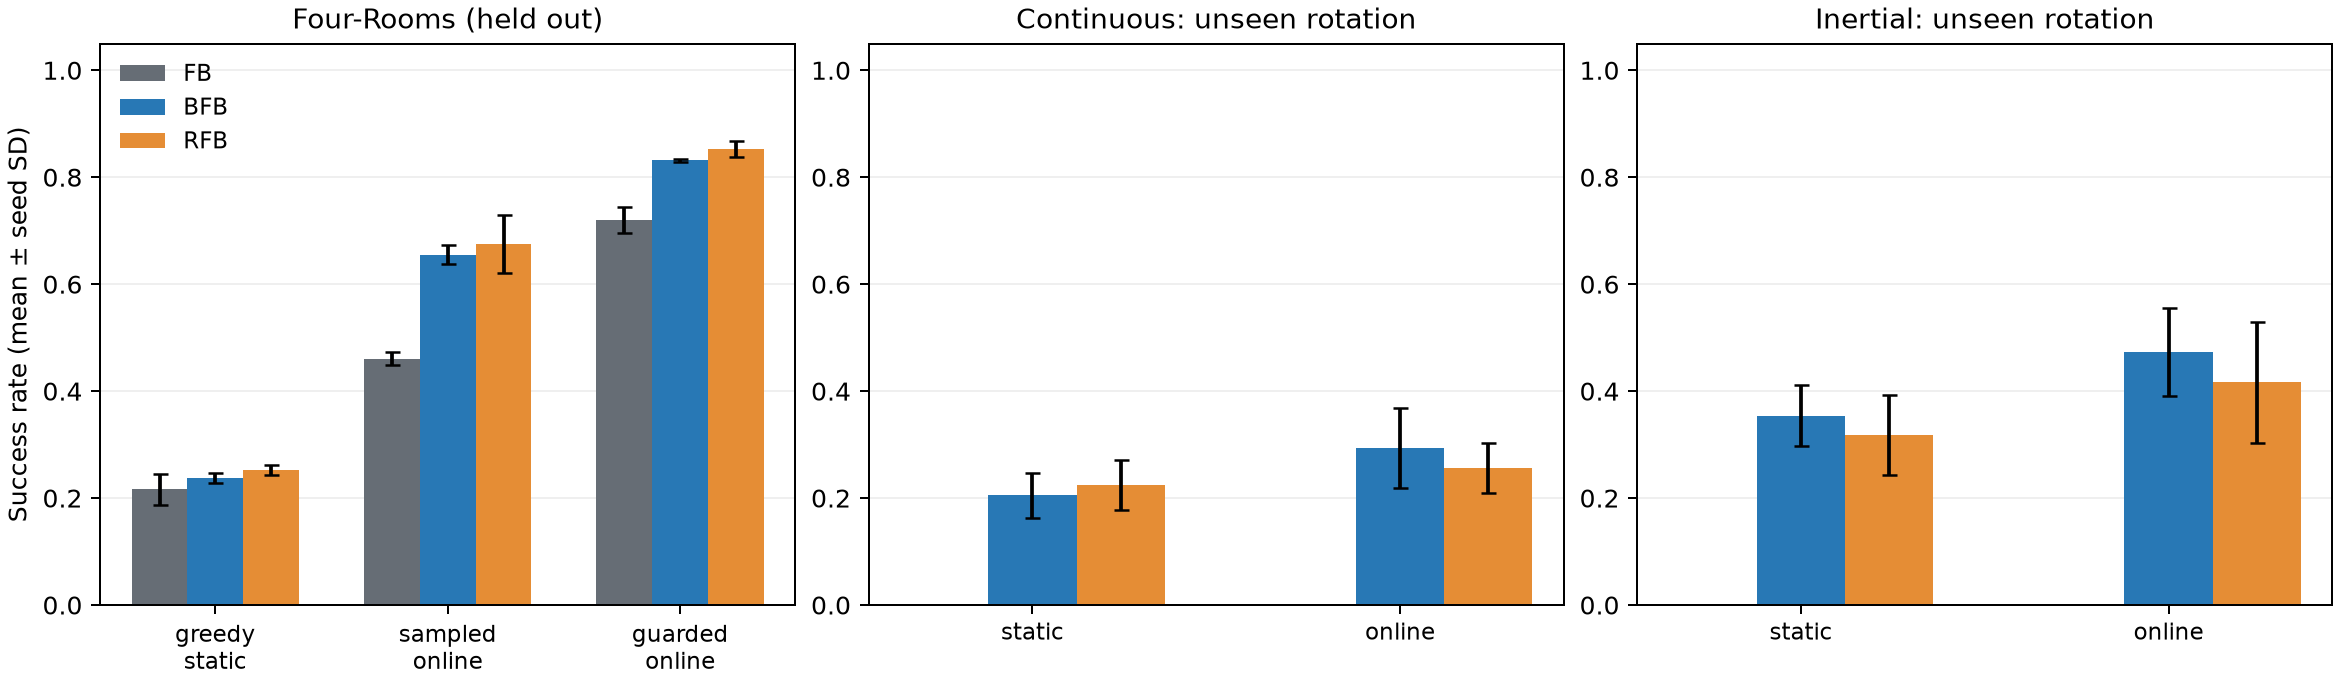 Four-Rooms (held out)
Success rate (mean ± seed SD)
1.0
0.8
0.6
0.4
0.2
0.0
FB
BFB
RFB
greedy
static
sampled
online
guarded
online
Continuous: unseen rotation
1.0
0.8
0.6
0.4
0.2
0.0
static
online
Inertial: unseen rotation
1.0
0.8
0.6
0.4
0.2
0.0
static
online